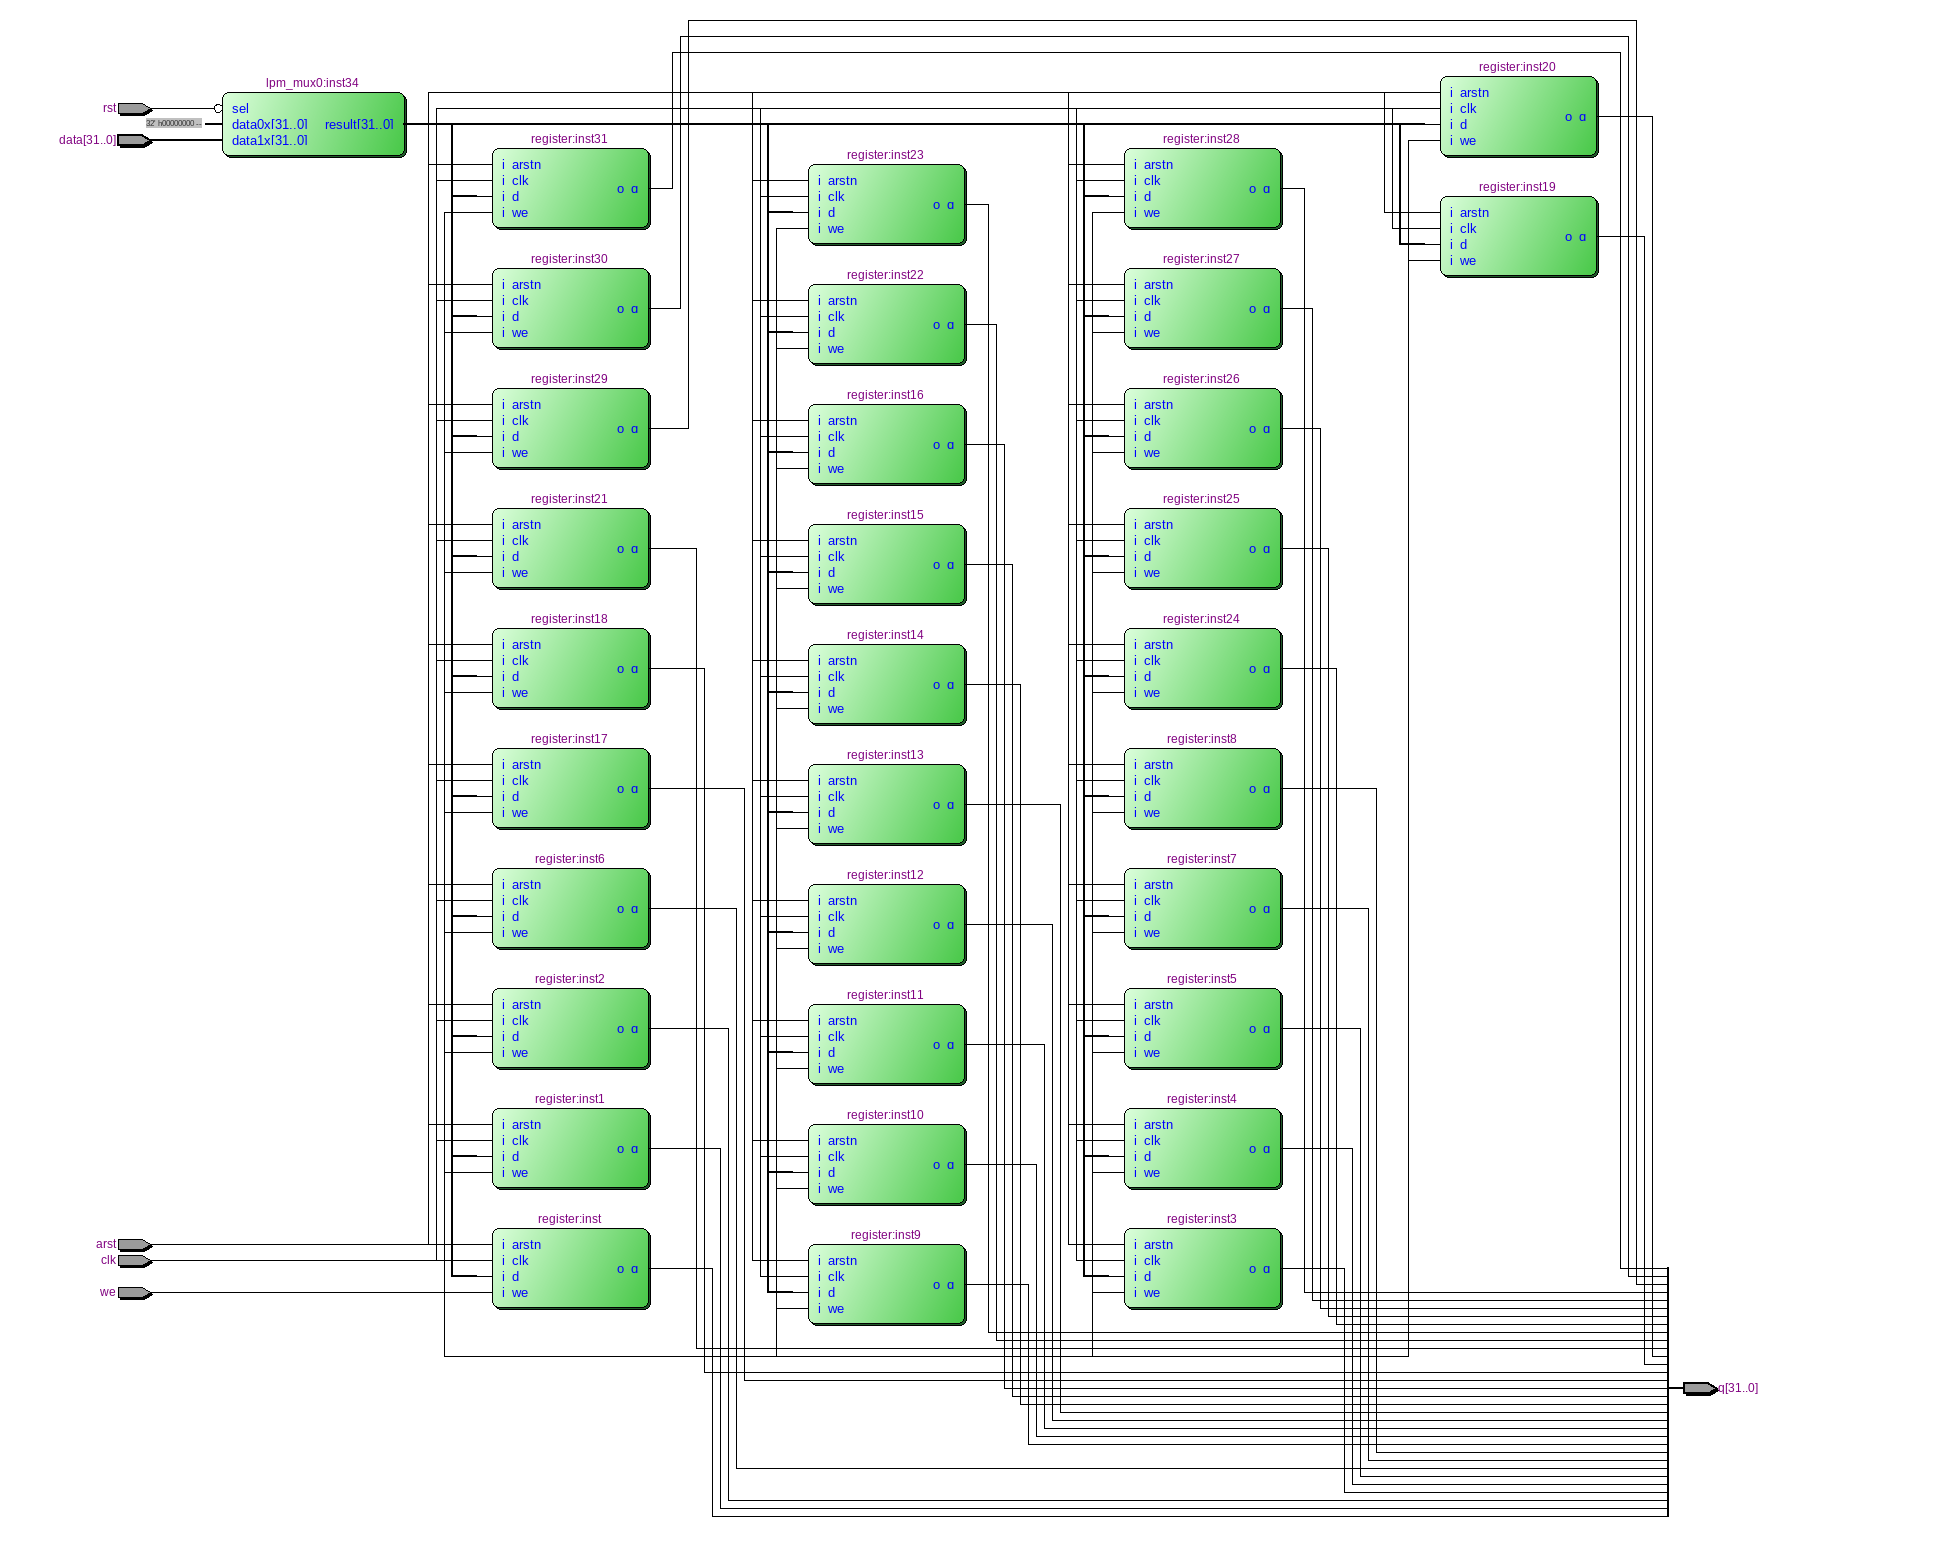 lpm_mux0:inst34
rst
sel
32' h00000000 ...
data0x[31..0] result[31..0]
data[31..0]
data1x[31..0]
register:inst31
i arstn
i clk
i d
i we
o q
register:inst30
i arstn
i clk
i d
i we
o q
register:inst29
i arstn
i clk
i d
i we
o q
register:inst21
i arstn
i clk
i d
i we
o q
register:inst18
i arstn
i clk
i d
i we
o q
register:inst17
i arstn
i clk
i d
i we
o q
register:inst6
i arstn
i clk
i d
i we
o q
register:inst2
i arstn
i clk
i d
i we
o q
register:inst1
i arstn
i clk
i d
i we
o q
register:inst
i arstn
i clk
i d
i we
o q
arst
clk
we
register:inst23
i arstn
i clk
i d
i we
o q
register:inst22
i arstn
i clk
i d
i we
o q
register:inst16
i arstn
i clk
i d
i we
o q
register:inst15
i arstn
i clk
i d
i we
o q
register:inst14
i arstn
i clk
i d
i we
o q
register:inst13
i arstn
i clk
i d
i we
o q
register:inst12
i arstn
i clk
i d
i we
o q
register:inst11
i arstn
i clk
i d
i we
o q
register:inst10
i arstn
i clk
i d
i we
o q
register:inst9
i arstn
i clk
i d
i we
o q
register:inst28
i arstn
i clk
i d
i we
o q
register:inst27
i arstn
i clk
i d
i we
o q
register:inst26
i arstn
i clk
i d
i we
o q
register:inst25
i arstn
i clk
i d
i we
o q
register:inst24
i arstn
i clk
i d
i we
o q
register:inst8
i arstn
i clk
i d
i we
o q
register:inst7
i arstn
i clk
i d
i we
o q
register:inst5
i arstn
i clk
i d
i we
o q
register:inst4
i arstn
i clk
i d
i we
o q
register:inst3
i arstn
i clk
i d
i we
o q
register:inst20
i arstn
i clk
i d
i we
o q
register:inst19
i arstn
i clk
i d
i we
o q
q[31..0]